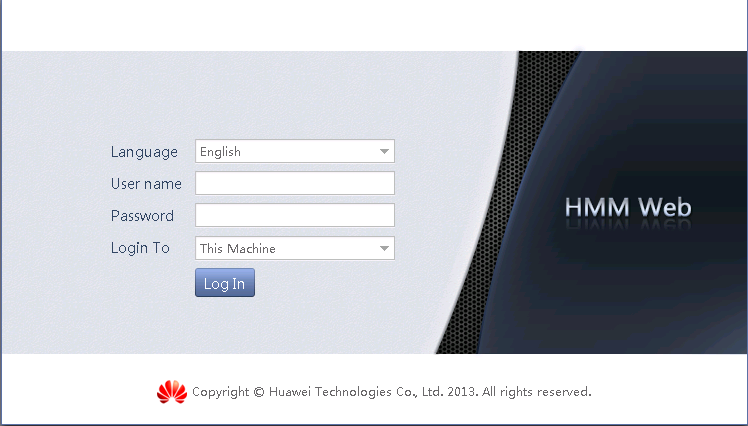 Language English
User name
Password
Login To This Machine
Log In
HMM Web
Copyright © Huawei Technologies Co., Ltd. 2013. All rights reserved.